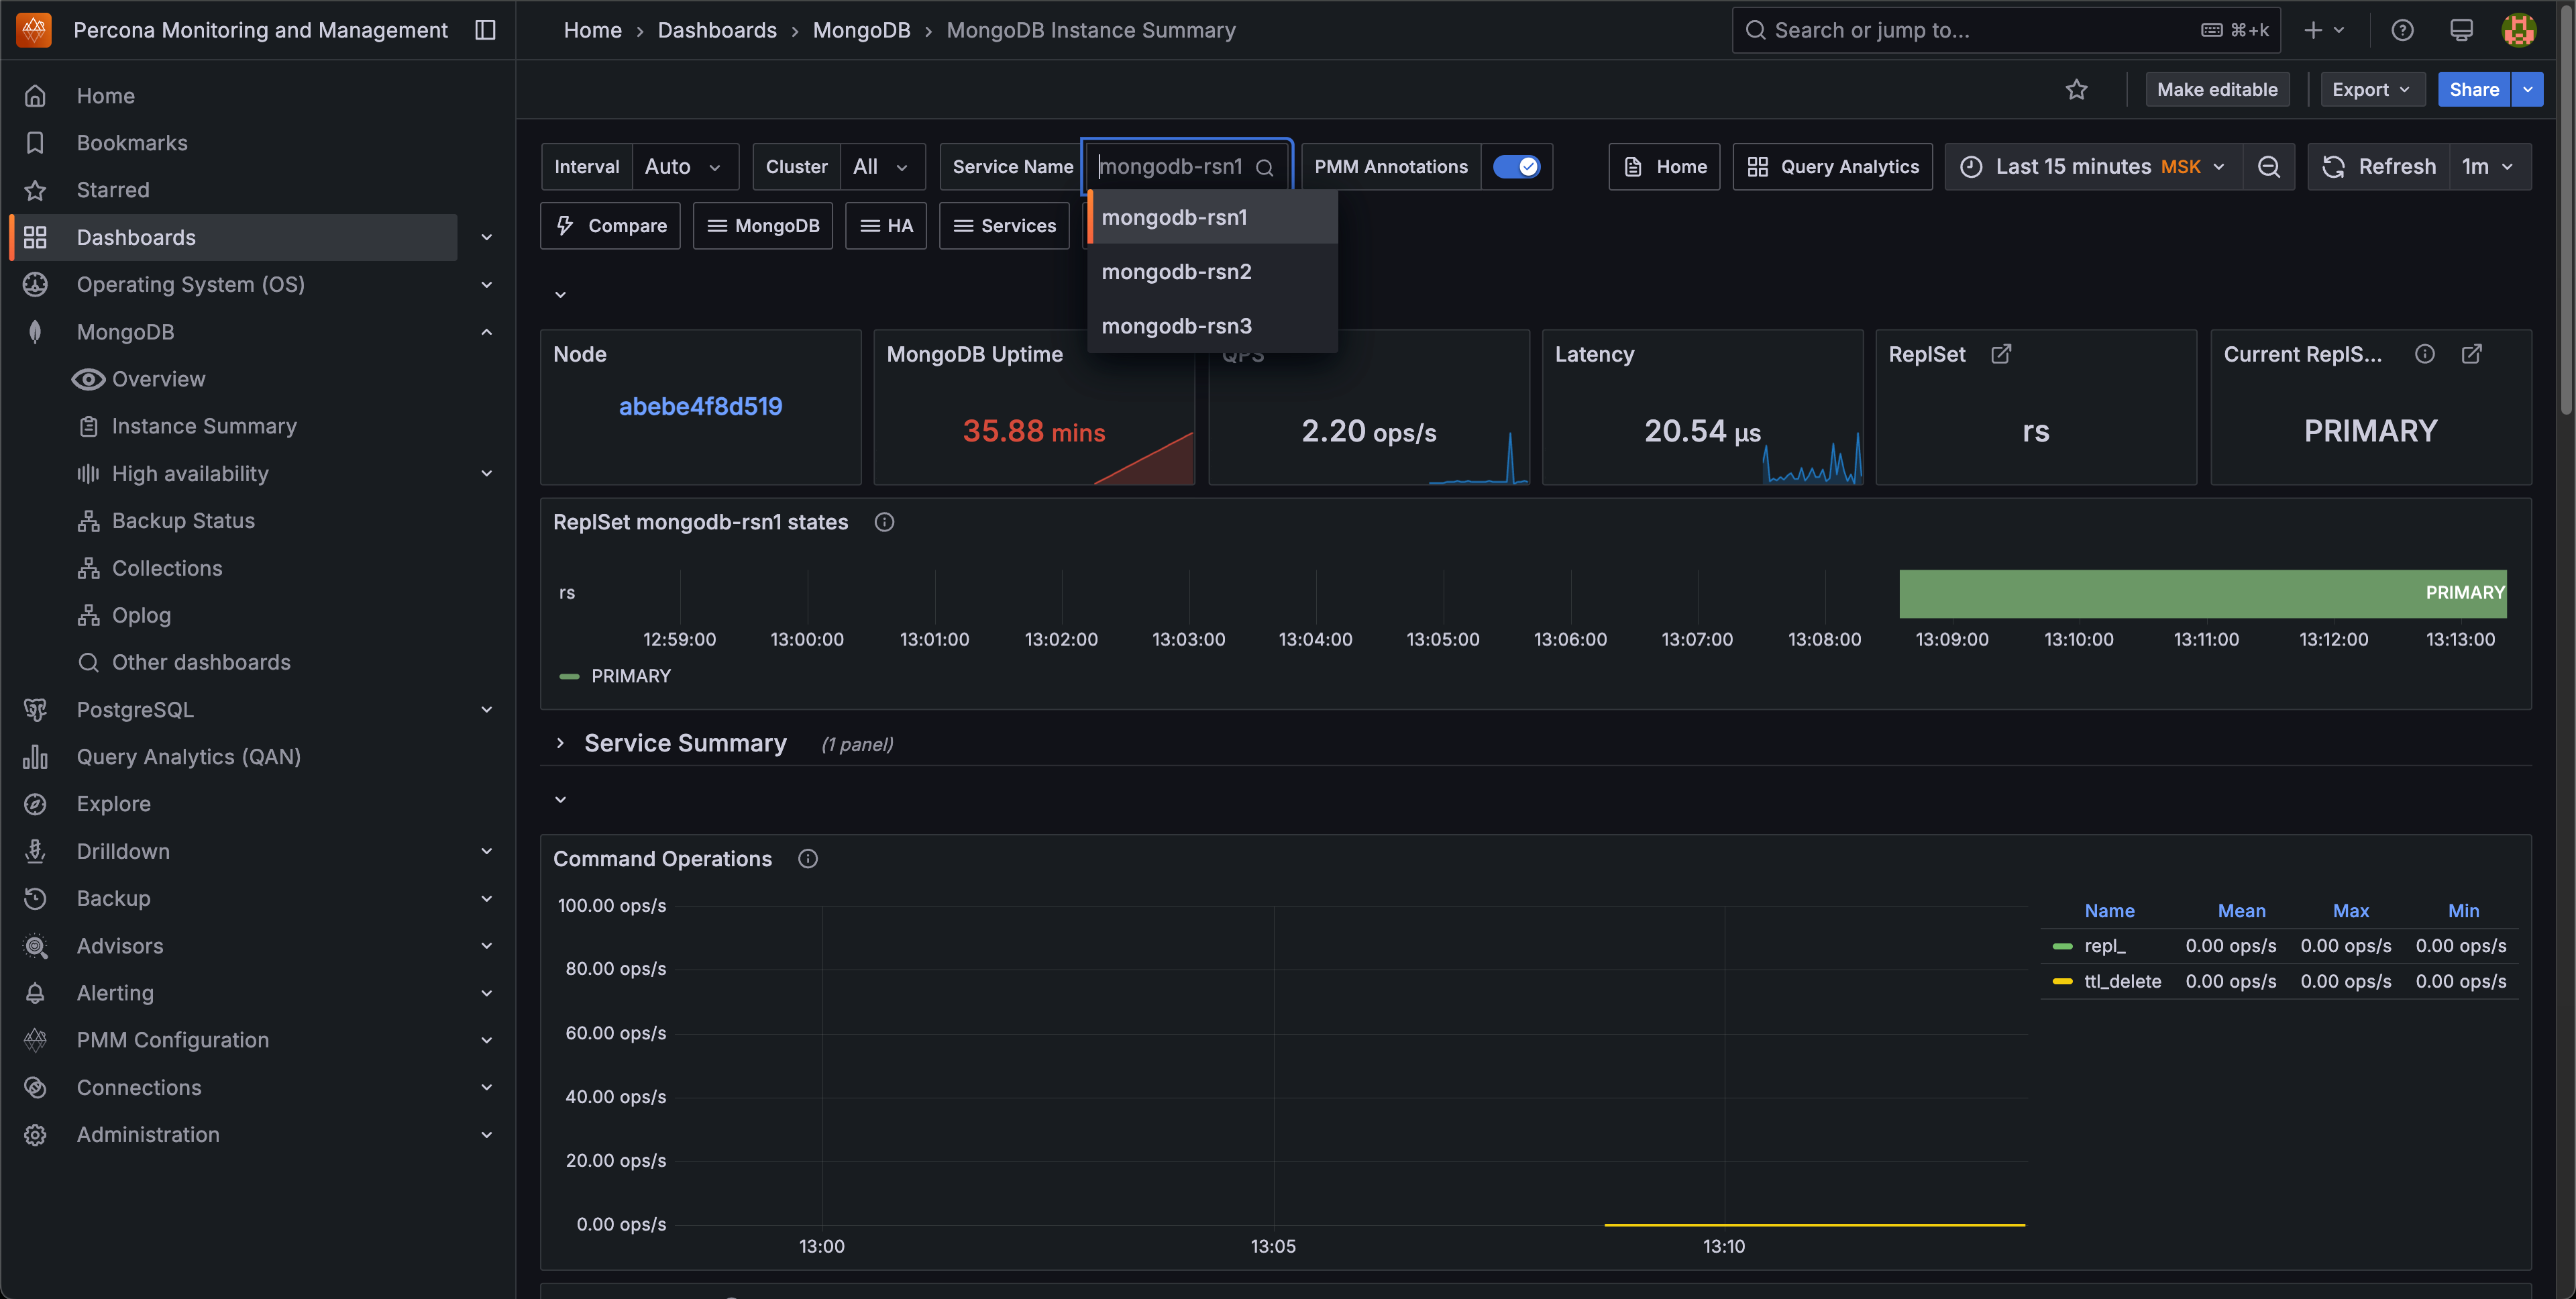 Percona Monitoring and Management
Home › Dashboards › MongoDB › MongoDB Instance Summary
Search or jump to... ⌘+k
Make editable
Export
Share
Home
Bookmarks
Starred
Dashboards
Operating System (OS)
MongoDB
Overview
Instance Summary
High availability
Backup Status
Collections
Oplog
Other dashboards
PostgreSQL
Query Analytics (QAN)
Explore
Drilldown
Backup
Advisors
Alerting
PMM Configuration
Connections
Administration
Interval Auto
Cluster All
Service Name mongodb-rsn1
PMM Annotations
Home
Query Analytics
Last 15 minutes MSK
Refresh 1m
Compare
MongoDB
HA
Services
mongodb-rsn1
mongodb-rsn2
mongodb-rsn3
Node
abebe4f8d519
MongoDB Uptime
35.88 mins
QPS
2.20 ops/s
Latency
20.54 µs
ReplSet
rs
Current ReplS...
PRIMARY
ReplSet mongodb-rsn1 states
rs
PRIMARY
12:59:00 13:00:00 13:01:00 13:02:00 13:03:00 13:04:00 13:05:00 13:06:00 13:07:00 13:08:00 13:09:00 13:10:00 13:11:00 13:12:00 13:13:00
PRIMARY
Service Summary (1 panel)
Command Operations
100.00 ops/s
80.00 ops/s
60.00 ops/s
40.00 ops/s
20.00 ops/s
0.00 ops/s
13:00 13:05 13:10
Name Mean Max Min
repl_ 0.00 ops/s 0.00 ops/s 0.00 ops/s
ttl_delete 0.00 ops/s 0.00 ops/s 0.00 ops/s